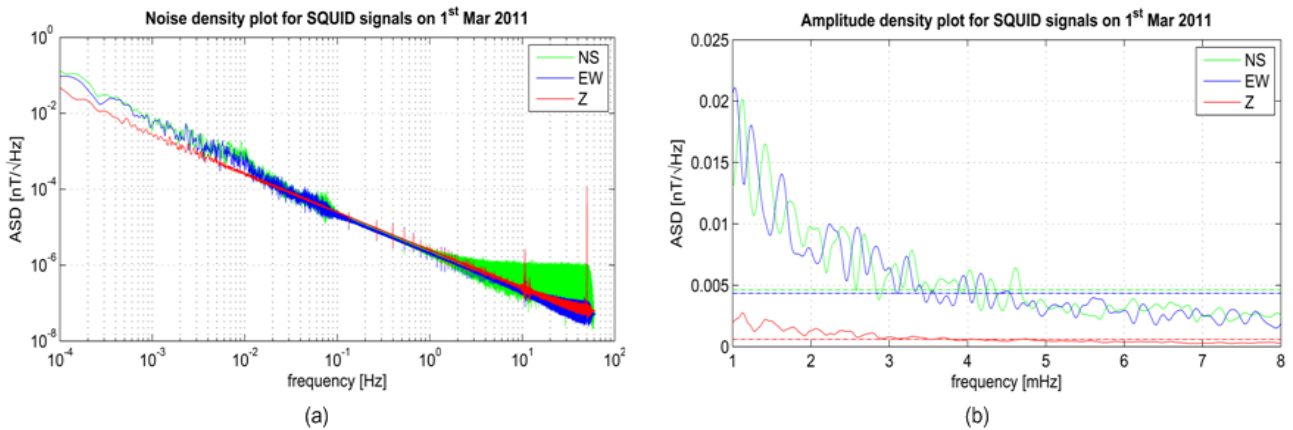 Noise density plot for SQUID signals on 1st Mar 2011
10^0
10^-2
10^-4
10^-6
10^-8
ASD [nT/√Hz]
NS
EW
Z
10^-4 10^-3 10^-2 10^-1 10^0 10^1 10^2
frequency [Hz]
(a)
Amplitude density plot for SQUID signals on 1st Mar 2011
0.025
0.02
0.015
0.01
0.005
0
ASD [nT/√Hz]
NS
EW
Z
1 2 3 4 5 6 7 8
frequency [mHz]
(b)